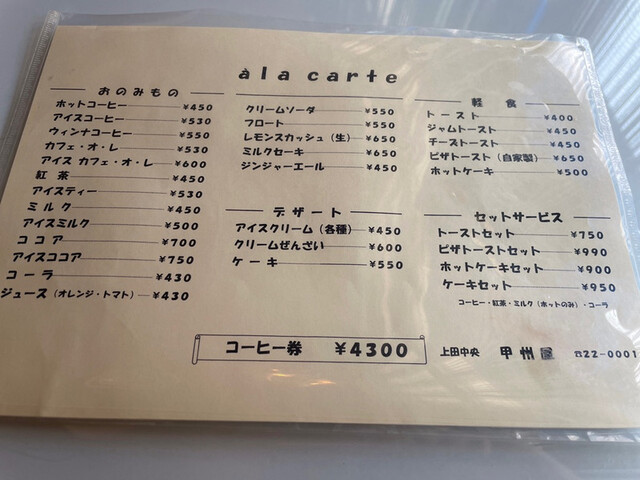 à la carte
おのみもの
ホットコーヒー ¥450
アイスコーヒー ¥530
ウィンナコーヒー ¥550
カフェ・オ・レ ¥530
アイス カフェ・オ・レ ¥600
紅茶 ¥450
アイスティー ¥530
ミルク ¥450
アイスミルク ¥500
ココア ¥700
アイスココア ¥750
コーラ ¥430
ジュース（オレンジ・トマト） ¥430
クリームソーダ ¥550
フロート ¥550
レモンスカッシュ（生） ¥650
ミルクセーキ ¥650
ジンジャーエール ¥450
デザート
アイスクリーム（各種） ¥450
クリームぜんざい ¥600
ケーキ ¥550
軽食
トースト ¥400
ジャムトースト ¥450
チーズトースト ¥450
ピザトースト（自家製） ¥650
ホットケーキ ¥500
セットサービス
トーストセット ¥750
ピザトーストセット ¥990
ホットケーキセット ¥900
ケーキセット ¥950
コーヒー・紅茶・ミルク（ホットのみ）・コーラ
コーヒー券 ¥4300
上田中央 甲州屋 ☎22-0001